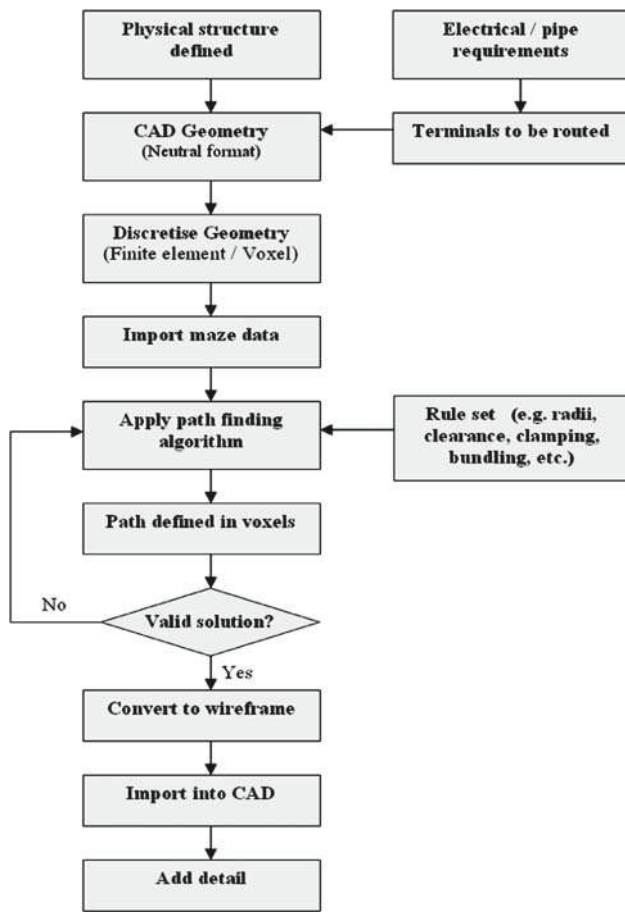 Physical structure
defined
Electrical / pipe
requirements
CAD Geometry
(Neutral format)
Terminals to be routed
Discretise Geometry
(Finite element / Voxel)
Import maze data
Apply path finding
algorithm
Rule set (e.g. radii,
clearance, clamping,
bundling, etc.)
Path defined in voxels
No
Valid solution?
Yes
Convert to wireframe
Import into CAD
Add detail